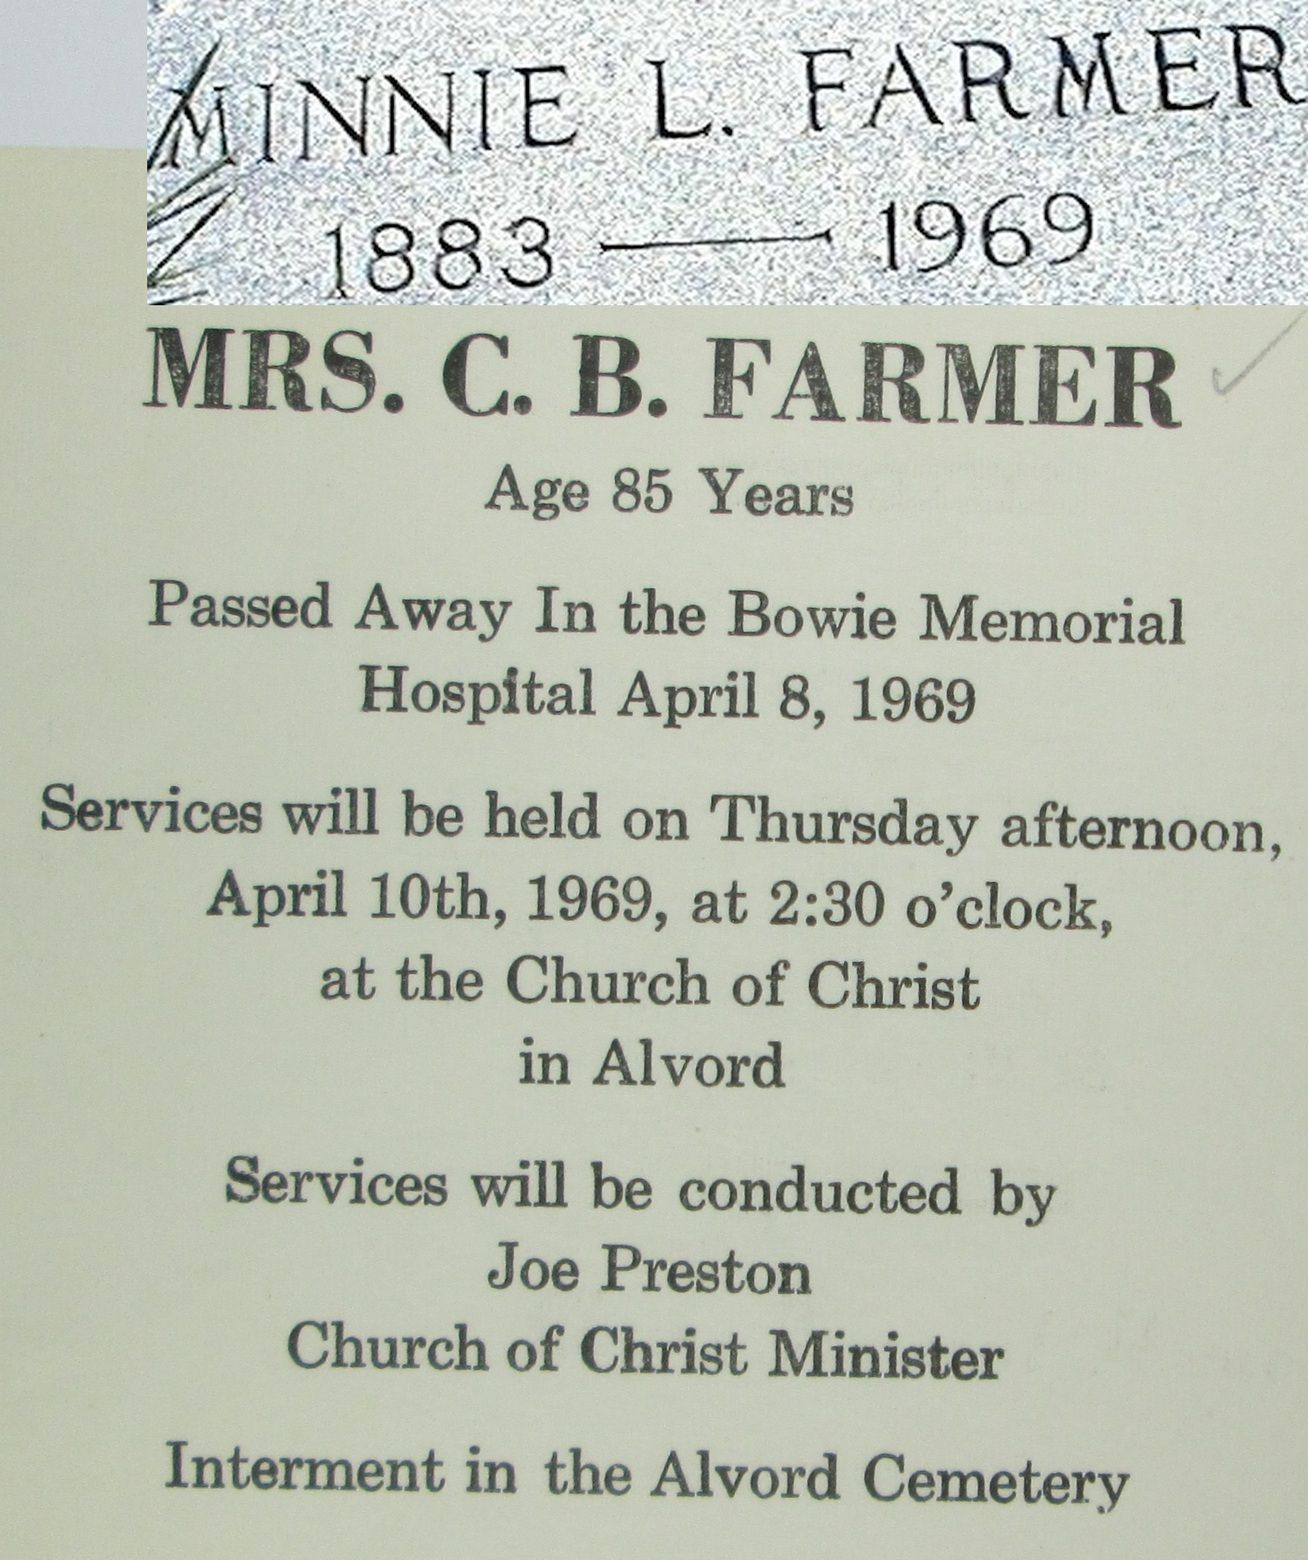 MINNIE L. FARMER
1883 — 1969
MRS. C. B. FARMER
Age 85 Years
Passed Away In the Bowie Memorial
Hospital April 8, 1969
Services will be held on Thursday afternoon,
April 10th, 1969, at 2:30 o’clock,
at the Church of Christ
in Alvord
Services will be conducted by
Joe Preston
Church of Christ Minister
Interment in the Alvord Cemetery